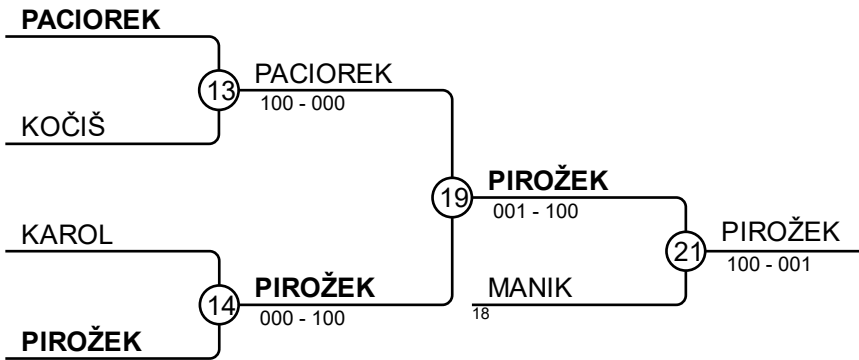 PACIOREK
13
PACIOREK
100 - 000
KOČIŠ
19
PIROŽEK
001 - 100
KAROL
21
PIROŽEK
100 - 001
14
PIROŽEK
000 - 100
MANIK
18
PIROŽEK